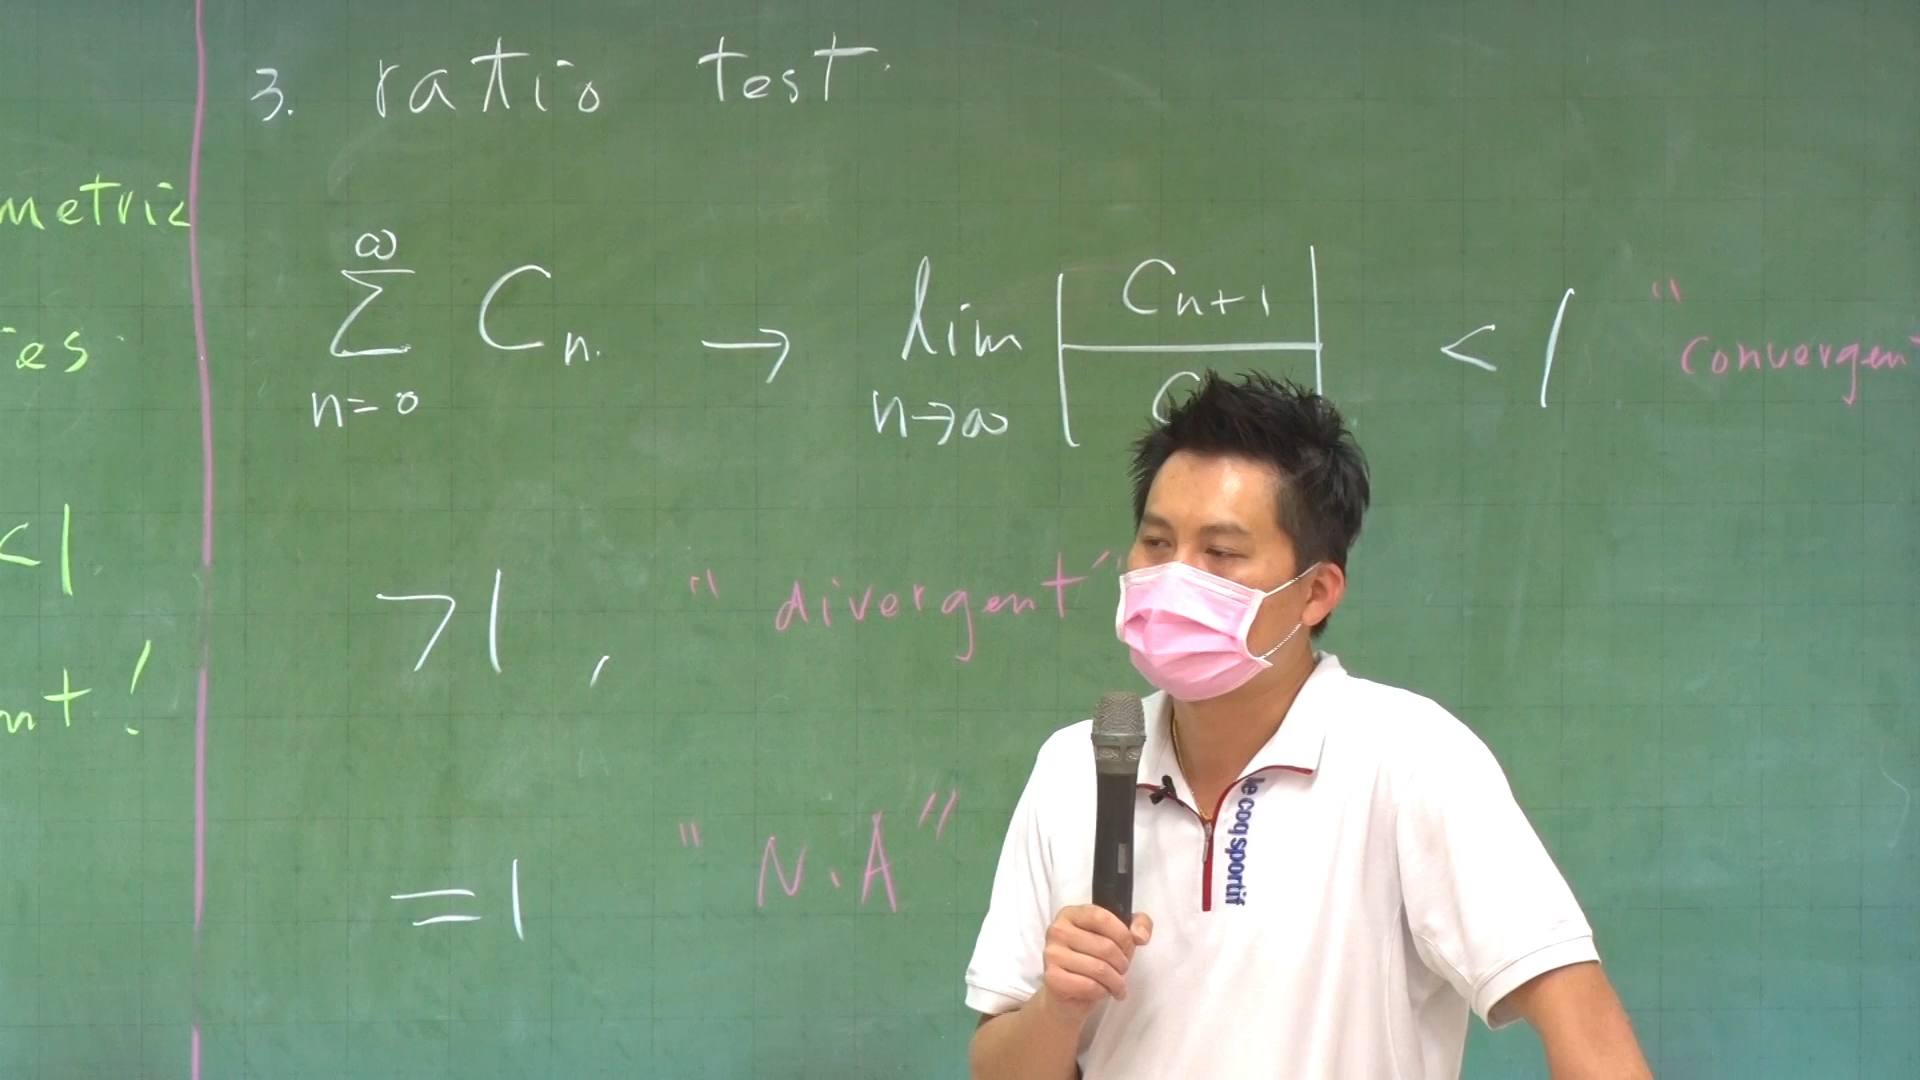 3. ratio test.
metric
es.
<1
nt!
∞
∑ Cn.
n=0
→ lim
n→∞
| Cn+1 / C |
< 1 "convergent
>1, "divergent"
=1 "N.A"
le coq sportif